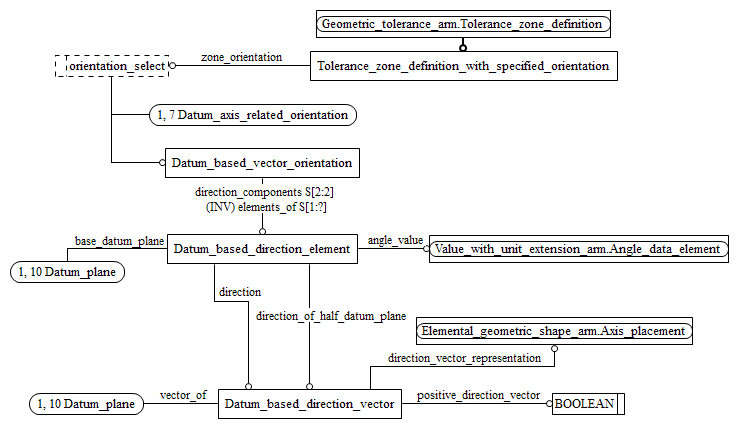 Geometric_tolerance_arm.Tolerance_zone_definition
zone_orientation
orientation_select
Tolerance_zone_definition_with_specified_orientation
1, 7 Datum_axis_related_orientation
Datum_based_vector_orientation
direction_components S[2:2]
(INV) elements_of S[1:?]
base_datum_plane
Datum_based_direction_element
angle_value
Value_with_unit_extension_arm.Angle_data_element
1, 10 Datum_plane
direction
direction_of_half_datum_plane
Elemental_geometric_shape_arm.Axis_placement
direction_vector_representation
1, 10 Datum_plane
vector_of
Datum_based_direction_vector
positive_direction_vector
BOOLEAN